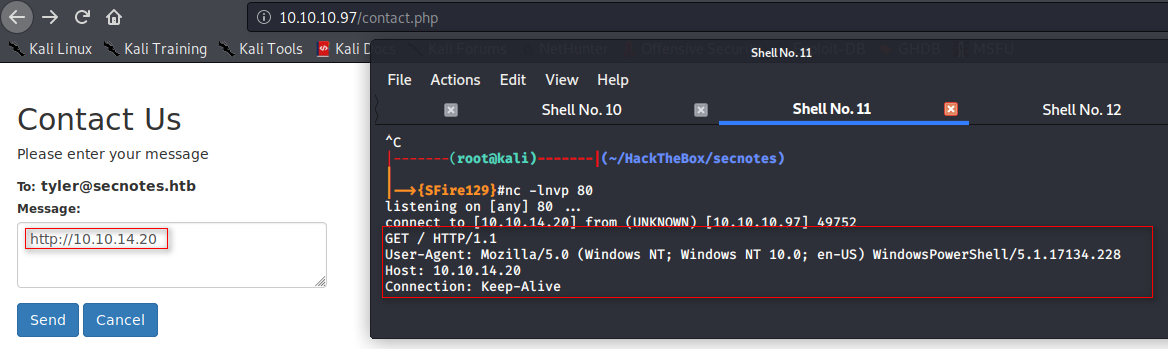 10.10.10.97/contact.php
Kali Linux Kali Training Kali Tools Kali Docs Kali Forums NetHunter Offensive Security Exploit-DB GHDB MSFU
Shell No. 11
File Actions Edit View Help
Shell No. 10 Shell No. 11 Shell No. 12
Contact Us
Please enter your message
To: tyler@secnotes.htb
Message:
http://10.10.14.20
Send Cancel
^C
|--------(root@kali)-------|(~/HackTheBox/secnotes)
|
|-->{SFire129}#nc -lnvp 80
listening on [any] 80 ...
connect to [10.10.14.20] from (UNKNOWN) [10.10.10.97] 49752
GET / HTTP/1.1
User-Agent: Mozilla/5.0 (Windows NT; Windows NT 10.0; en-US) WindowsPowerShell/5.1.17134.228
Host: 10.10.14.20
Connection: Keep-Alive